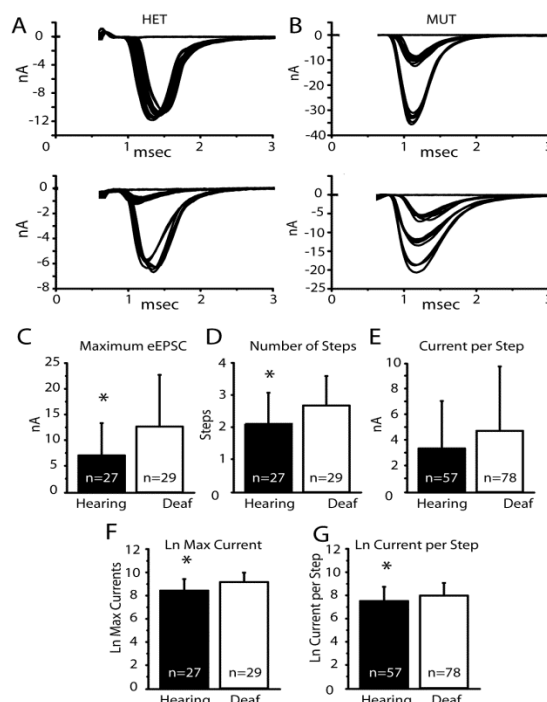 A HET B MUT
0
-4
-8
-12
nA
0 1 2 3
msec
0
-10
-20
-30
-40
nA
0 1 2 3
msec
0
-2
-4
-6
-8
nA
0 1 2 3
msec
0
-5
-10
-15
-20
-25
nA
0 1 2 3
msec
C Maximum eEPSC
25
20
15
10
5
0
nA
*
n=27 n=29
Hearing Deaf
D Number of Steps
4
3
2
1
0
Steps
*
n=27 n=29
Hearing Deaf
E Current per Step
10
8
6
4
2
0
nA
n=57 n=78
Hearing Deaf
F Ln Max Current
12
10
8
6
4
2
0
Ln Max Currents
*
n=27 n=29
Hearing Deaf
G Ln Current per Step
12
10
8
6
4
2
0
Ln Current per Step
*
n=57 n=78
Hearing Deaf